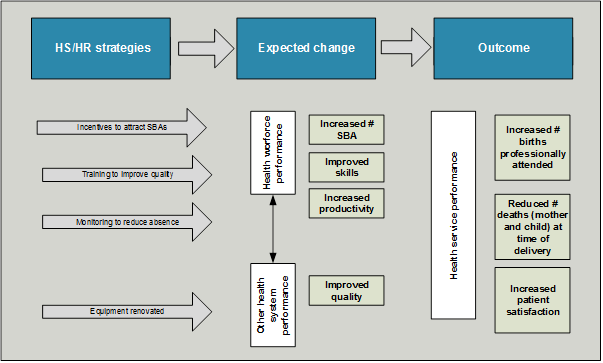 HS/HR strategies
Expected change
Outcome
Incentives to attract SBAs
Training to improve quality
Monitoring to reduce absence
Equipment renovated
Health worforce
performance
Other health
system
performance
Increased #
SBA
Improved
skills
Increased
productivity
Improved
quality
Health service performance
Increased #
births
professionally
attended
Reduced #
deaths (mother
and child) at
time of
delivery
Increased
patient
satisfaction